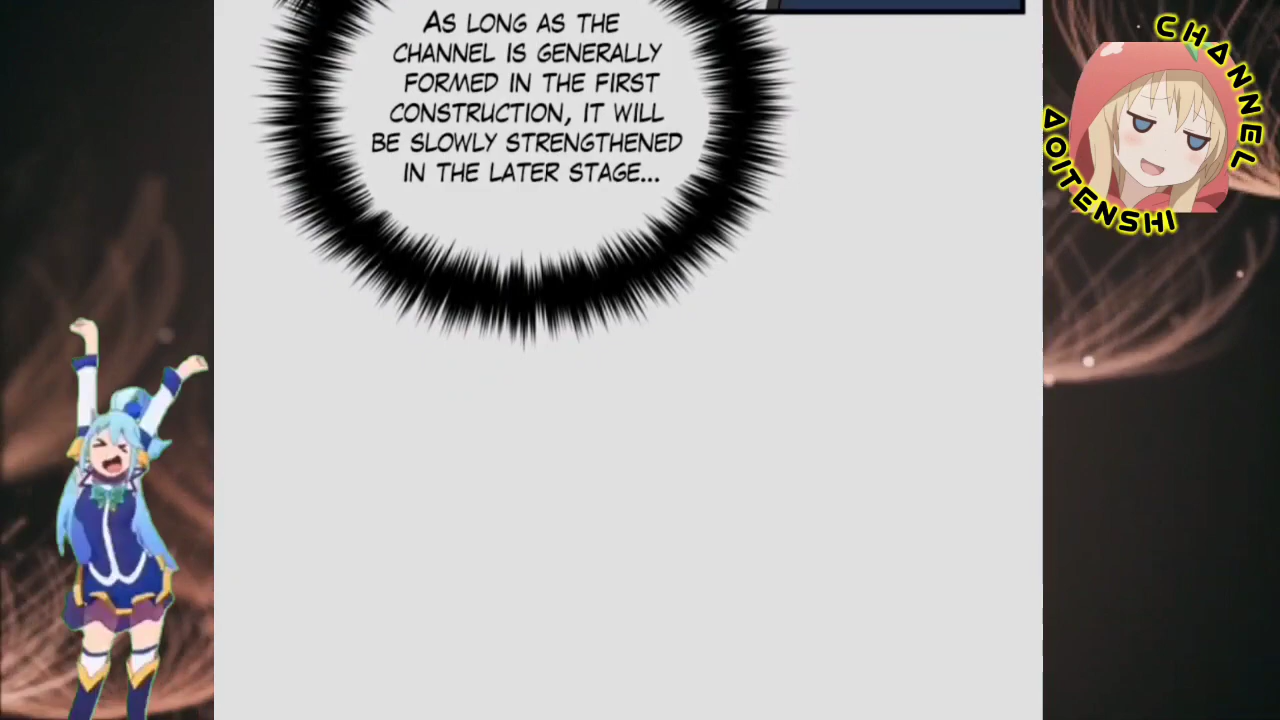 AS LONG AS THE
CHANNEL IS GENERALLY
FORMED IN THE FIRST
CONSTRUCTION, IT WILL
BE SLOWLY STRENGTHENED
IN THE LATER STAGE...
CHANNEL
AOITENSHI